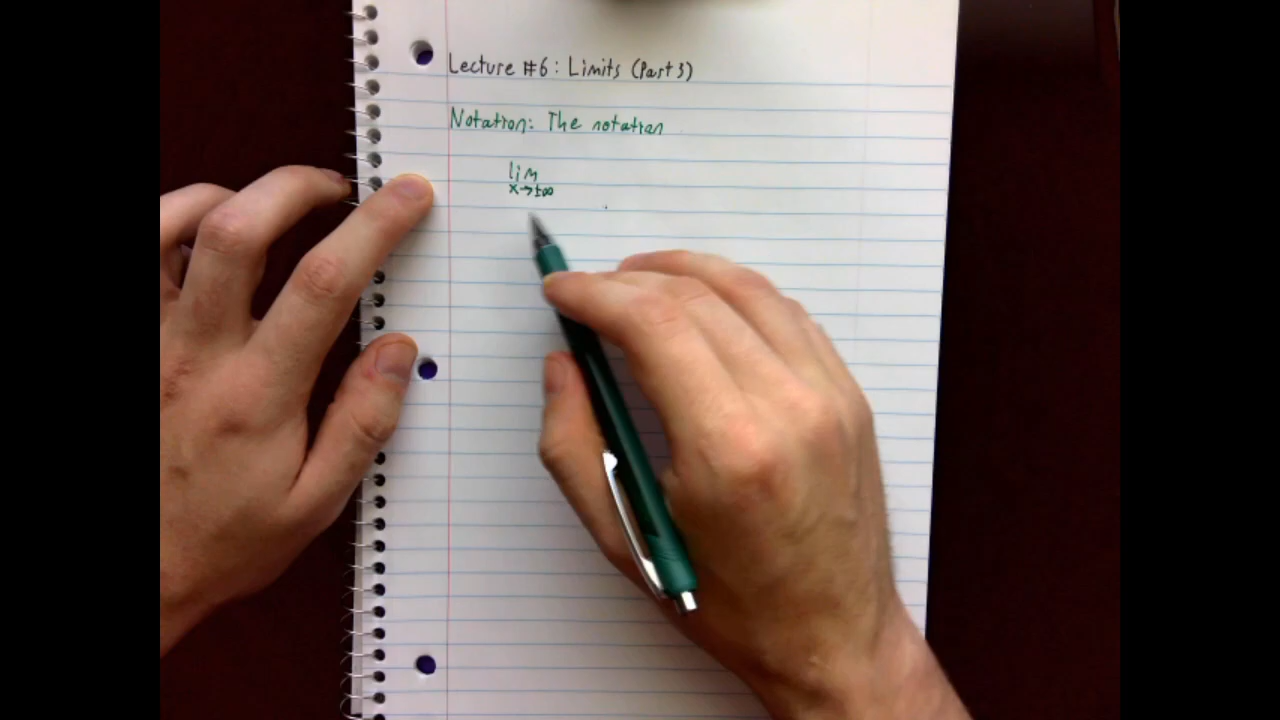 Lecture #6: Limits (Part 3)
Notation: The notation
lim
x→±∞